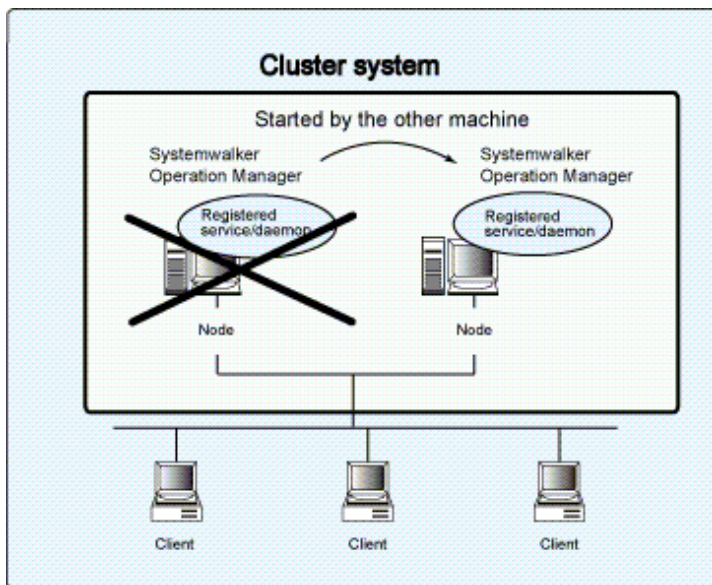 Cluster system
Started by the other machine
Systemwalker
Operation Manager
Systemwalker
Operation Manager
Registered
service/daemon
Registered
service/daemon
Node
Node
Client
Client
Client